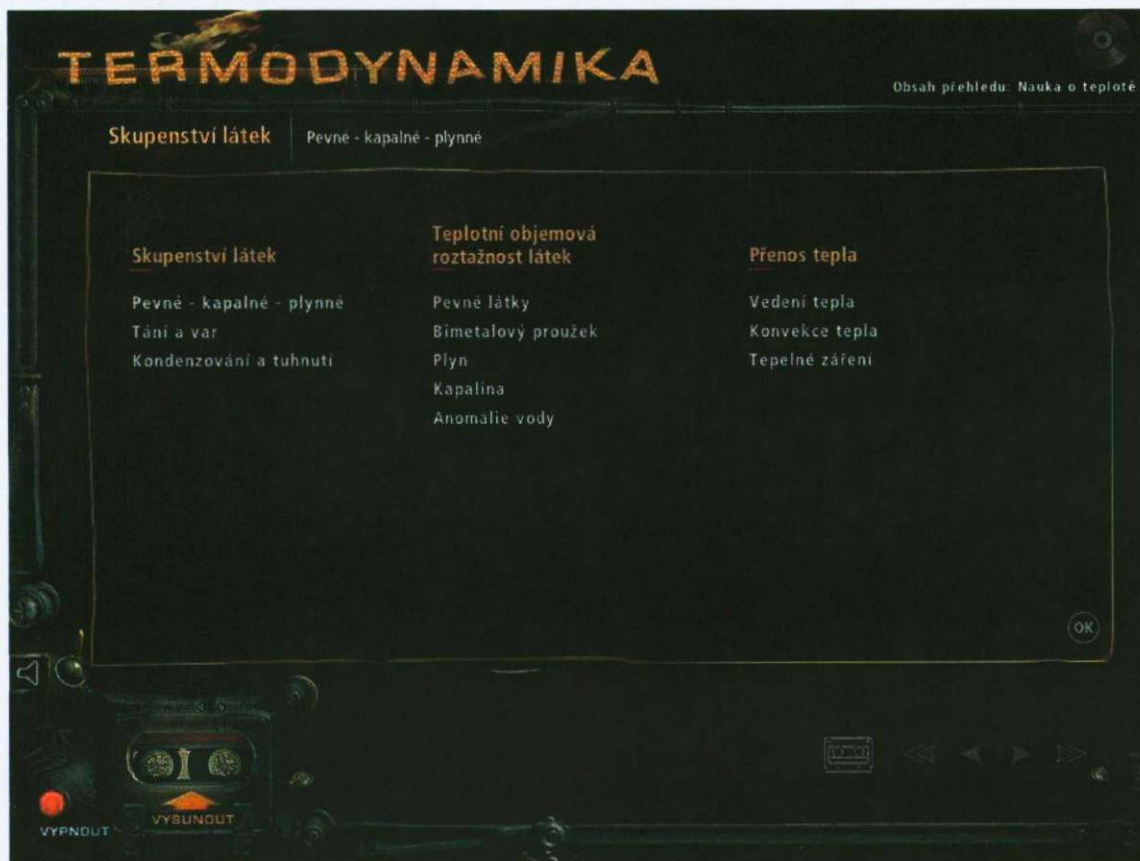 TERMODYNAMIKA
Obsah přehledu: Nauka o teplotě
Skupenství látek
Pevné - kapalné - plynné
Skupenství látek
Pevné - kapalné - plynné
Tání a var
Kondenzování a tuhnutí
Teplotní objemová
roztažnost látek
Pevné látky
Bimetalový proužek
Plyn
Kapalina
Anomálie vody
Přenos tepla
Vedení tepla
Konvekce tepla
Tepelné záření
OK
VYSUNOUT
VYPNOUT